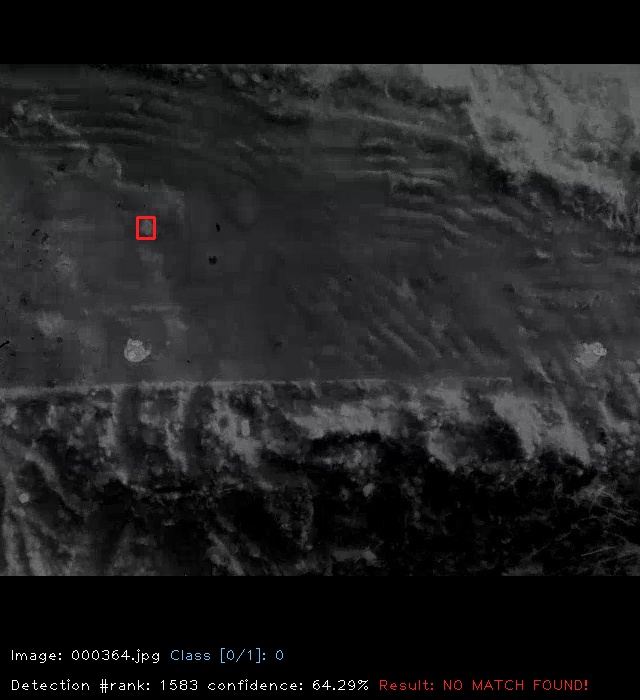 Image: 000364.jpg Class [0/1]: 0
Detection #rank: 1583 confidence: 64.29% Result: NO MATCH FOUND!